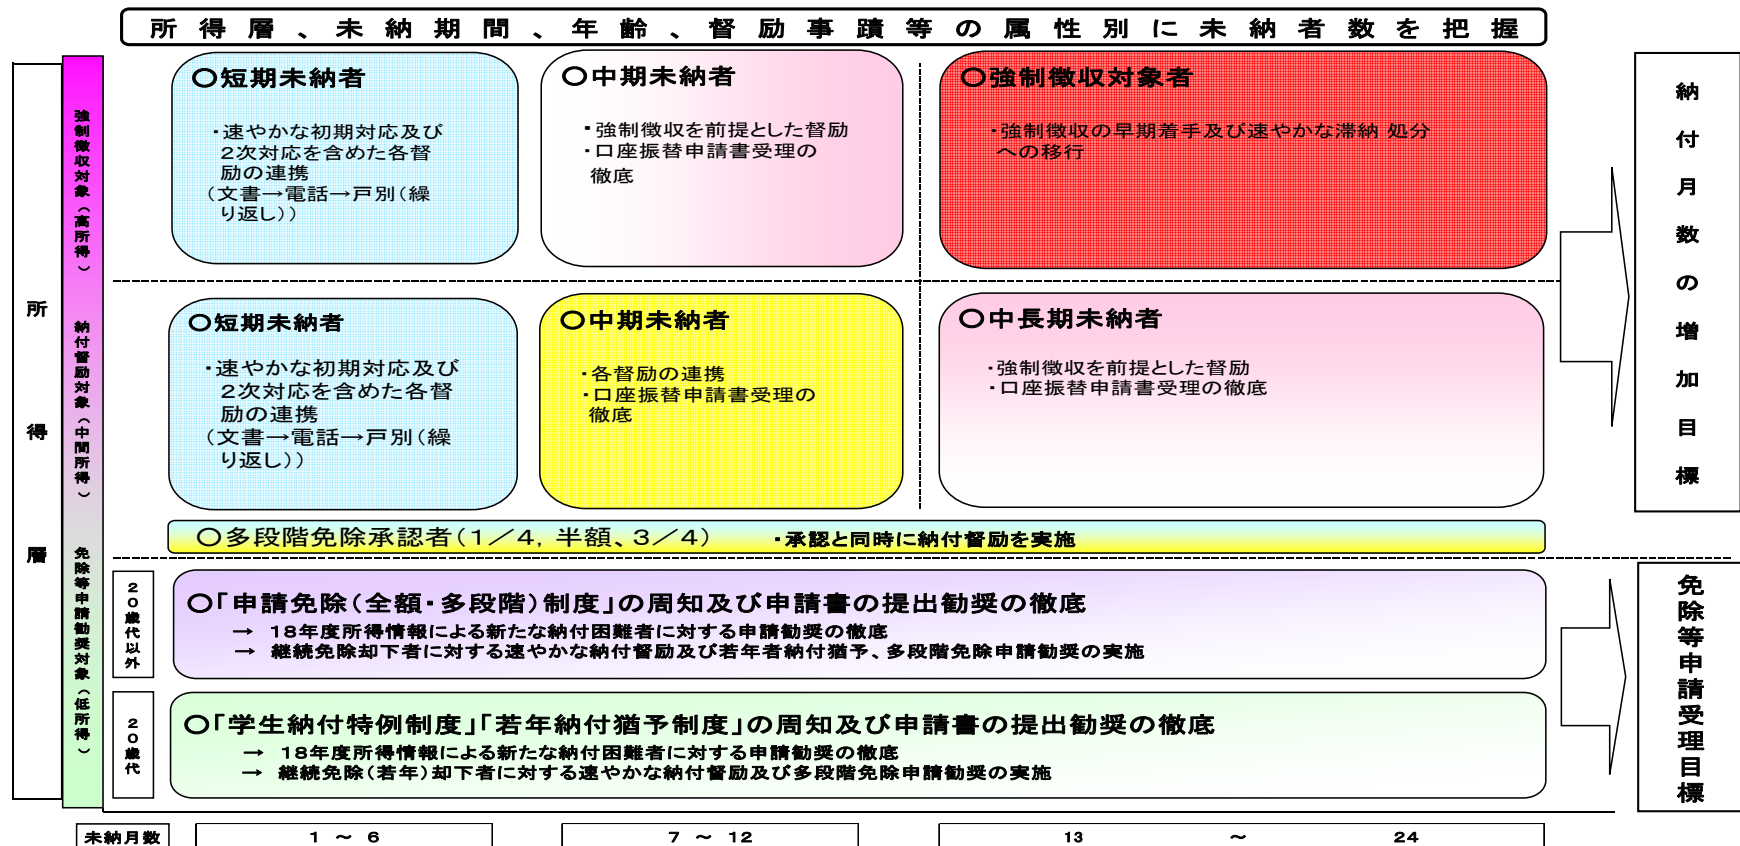 所得層、未納期間、年齢、督励事蹟等の属性別に未納者数を把握
所得層
強制徴収対象(高所得)
納付督励対象(中間所得)
免除等申請勧奨対象(低所得)
〇短期未納者
・速やかな初期対応及び
2次対応を含めた各督
励の連携
(文書→電話→戸別(繰
り返し))
〇中期未納者
・強制徴収を前提とした督励
・口座振替申請書受理の
徹底
〇強制徴収対象者
・強制徴収の早期着手及び速やかな滞納 処分
への移行
納付月数の増加目標
〇短期未納者
・速やかな初期対応及び
2次対応を含めた各督
励の連携
(文書→電話→戸別(繰
り返し))
〇中期未納者
・各督励の連携
・口座振替申請書受理の
徹底
〇中長期未納者
・強制徴収を前提とした督励
・口座振替申請書受理の徹底
〇多段階免除承認者(1/4, 半額、3/4) ・承認と同時に納付督励を実施
20歳代以外
〇「申請免除(全額・多段階)制度」の周知及び申請書の提出勧奨の徹底
→ 18年度所得情報による新たな納付困難者に対する申請勧奨の徹底
→ 継続免除却下者に対する速やかな納付督励及び若年者納付猶予、多段階免除申請勧奨の実施
20歳代
〇「学生納付特例制度」「若年納付猶予制度」の周知及び申請書の提出勧奨の徹底
→ 18年度所得情報による新たな納付困難者に対する申請勧奨の徹底
→ 継続免除(若年)却下者に対する速やかな納付督励及び多段階免除申請勧奨の実施
免除等申請受理目標
未納月数
1 ~ 6
7 ~ 12
13 ~ 24